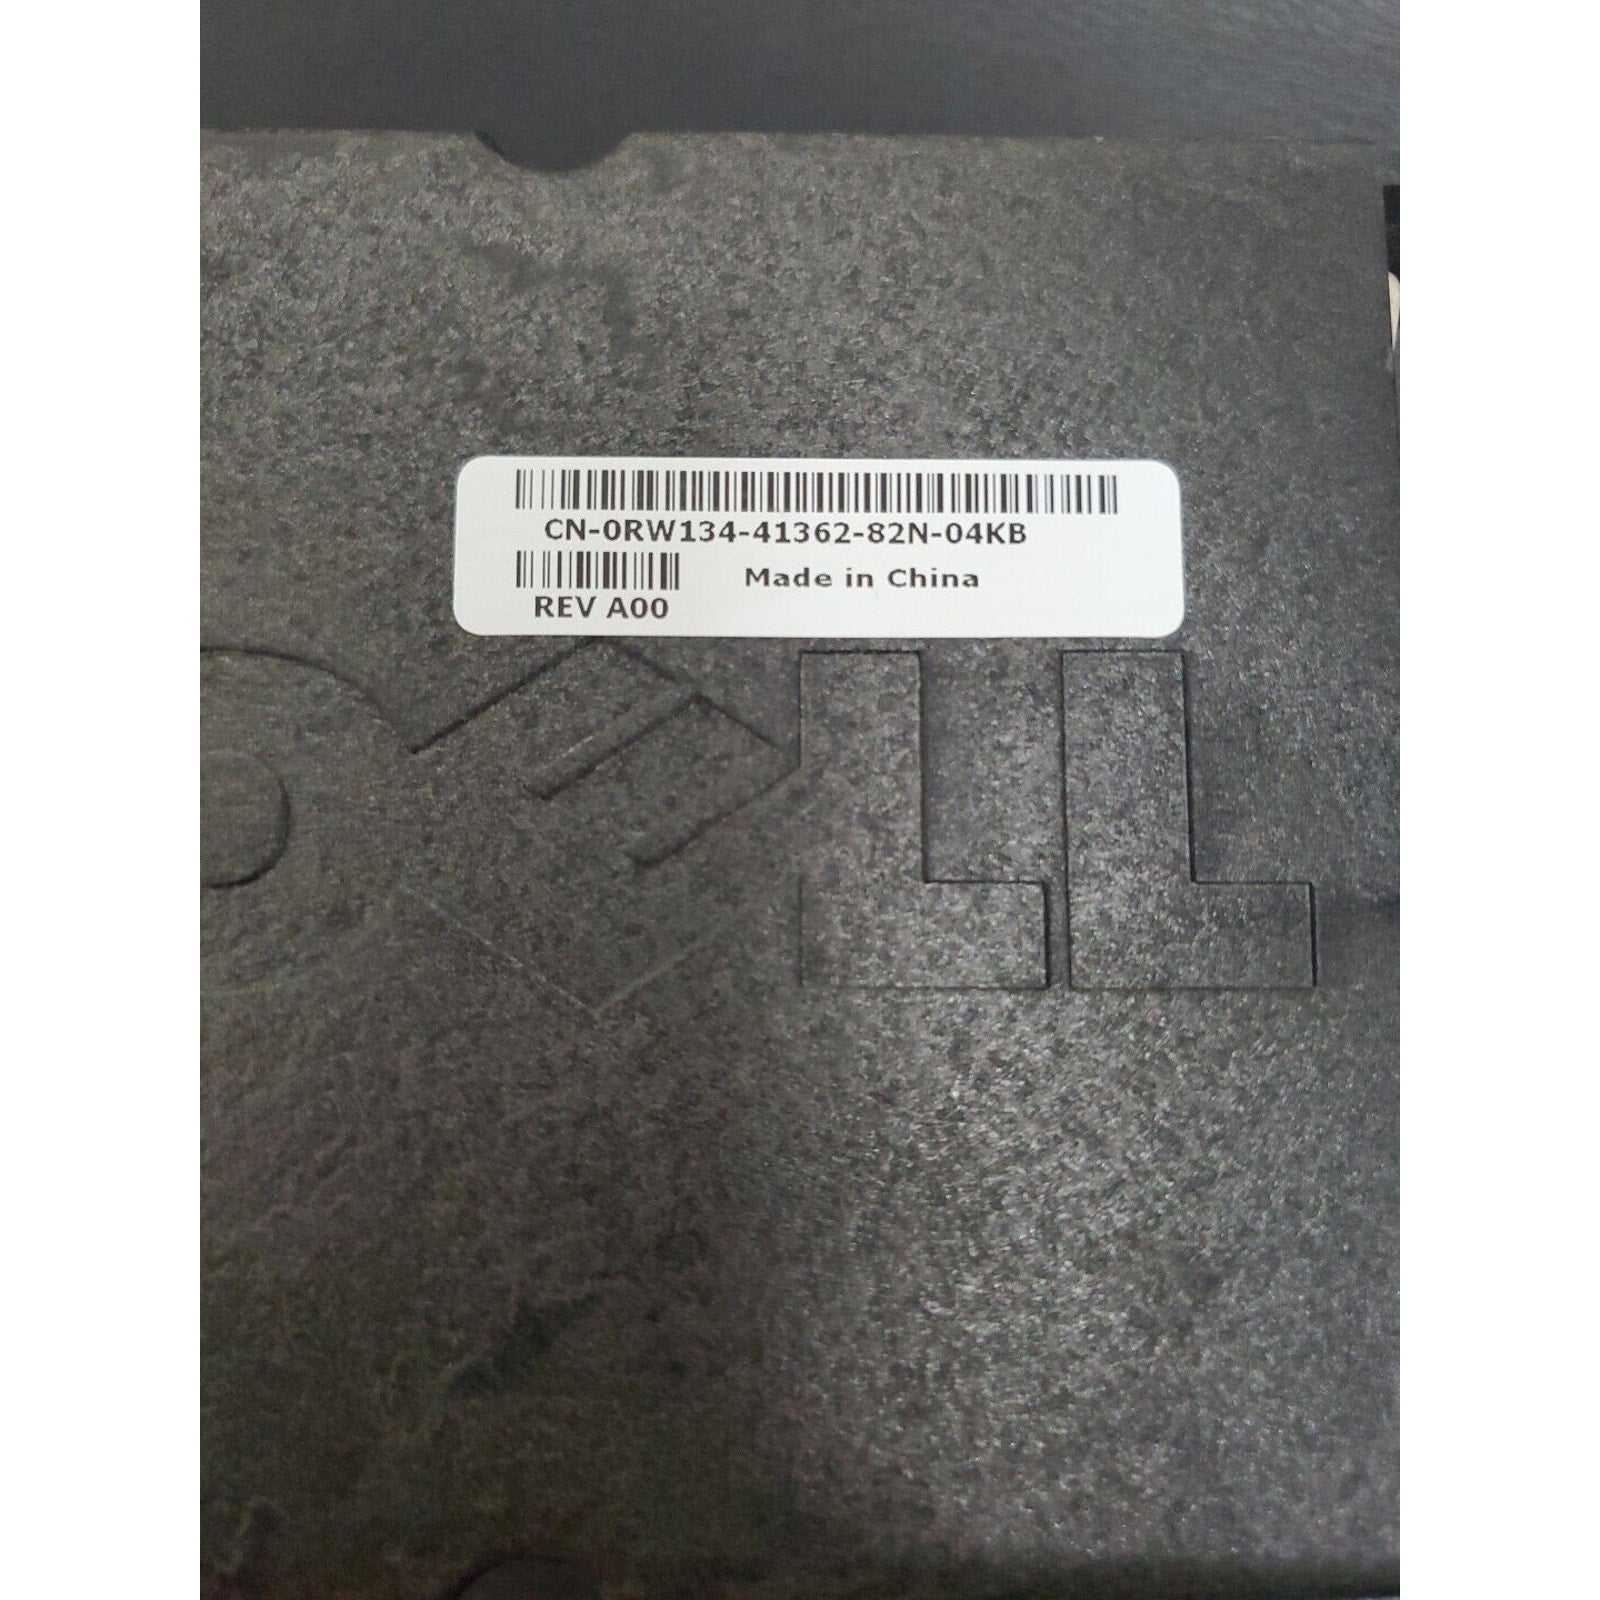 CN-0RW134-41362-82N-04KB
Made in China
REV A00
DELL